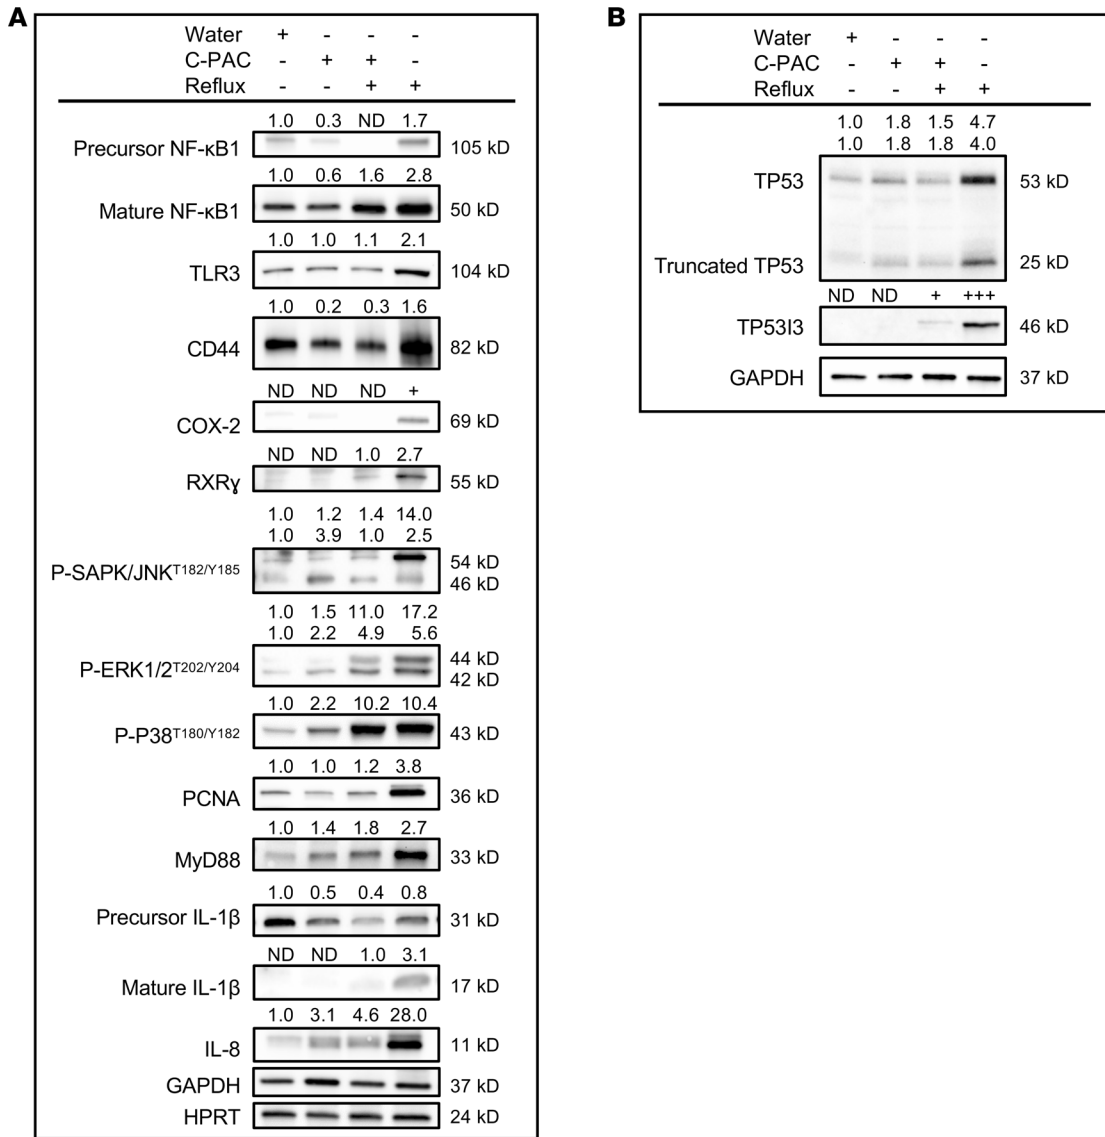 A
Water + - - -
C-PAC - + + -
Reflux - - + +
1.0 0.3 ND 1.7
Precursor NF-κB1 105 kD
1.0 0.6 1.6 2.8
Mature NF-κB1 50 kD
1.0 1.0 1.1 2.1
TLR3 104 kD
1.0 0.2 0.3 1.6
CD44 82 kD
ND ND ND +
COX-2 69 kD
ND ND 1.0 2.7
RXRɣ 55 kD
1.0 1.2 1.4 14.0
1.0 3.9 1.0 2.5
54 kD
P-SAPK/JNKT182/Y185
46 kD
1.0 1.5 11.0 17.2
1.0 2.2 4.9 5.6
44 kD
P-ERK1/2T202/Y204
42 kD
1.0 2.2 10.2 10.4
P-P38T180/Y182 43 kD
1.0 1.0 1.2 3.8
PCNA 36 kD
1.0 1.4 1.8 2.7
MyD88 33 kD
1.0 0.5 0.4 0.8
Precursor IL-1β 31 kD
ND ND 1.0 3.1
Mature IL-1β 17 kD
1.0 3.1 4.6 28.0
IL-8 11 kD
GAPDH 37 kD
HPRT 24 kD
B
Water + - - -
C-PAC - + + -
Reflux - - + +
1.0 1.8 1.5 4.7
1.0 1.8 1.8 4.0
TP53 53 kD
Truncated TP53 25 kD
ND ND + +++
TP53I3 46 kD
GAPDH 37 kD